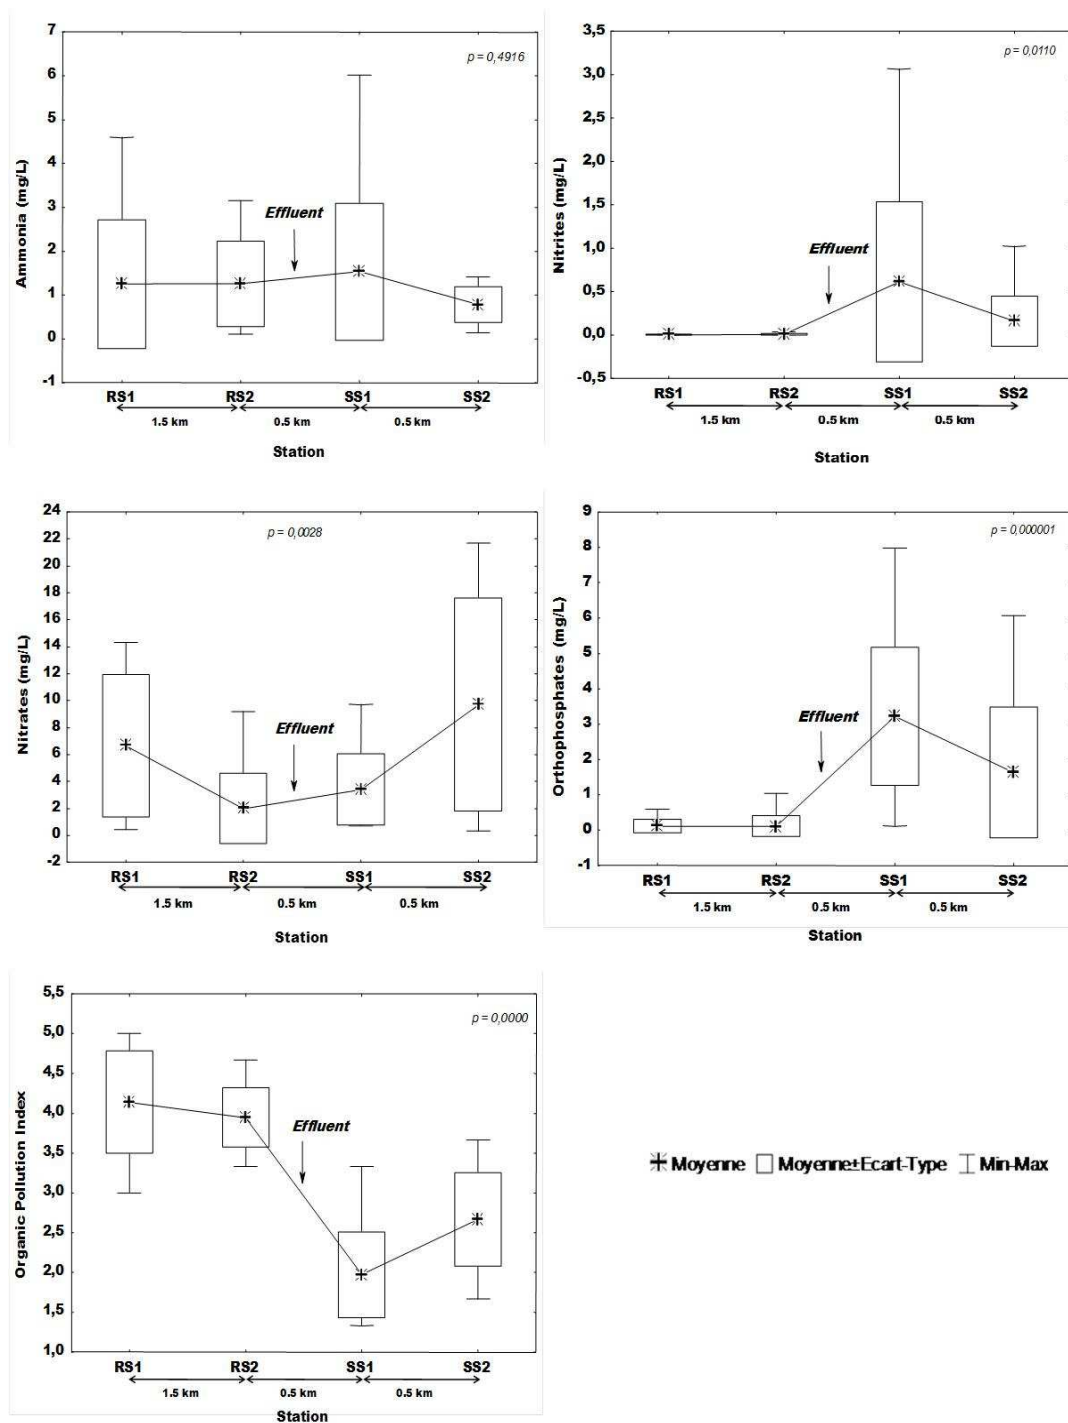 7
6
5
4
3
2
1
0
-1
Ammonia (mg/L)
p = 0,4916
Effluent
RS1 RS2 SS1 SS2
1.5 km 0.5 km 0.5 km
Station
3,5
3,0
2,5
2,0
1,5
1,0
0,5
0,0
-0,5
Nitrites (mg/L)
p = 0,0110
Effluent
RS1 RS2 SS1 SS2
1.5 km 0.5 km 0.5 km
Station
24
22
20
18
16
14
12
10
8
6
4
2
0
-2
Nitrates (mg/L)
p = 0,0028
Effluent
RS1 RS2 SS1 SS2
1.5 km 0.5 km 0.5 km
Station
9
8
7
6
5
4
3
2
1
0
-1
Orthophosphates (mg/L)
p = 0,000001
Effluent
RS1 RS2 SS1 SS2
1.5 km 0.5 km 0.5 km
Station
5,5
5,0
4,5
4,0
3,5
3,0
2,5
2,0
1,5
1,0
Organic Pollution Index
p = 0,0000
Effluent
RS1 RS2 SS1 SS2
1.5 km 0.5 km 0.5 km
Station
Moyenne Moyenne±Ecart-Type Min-Max